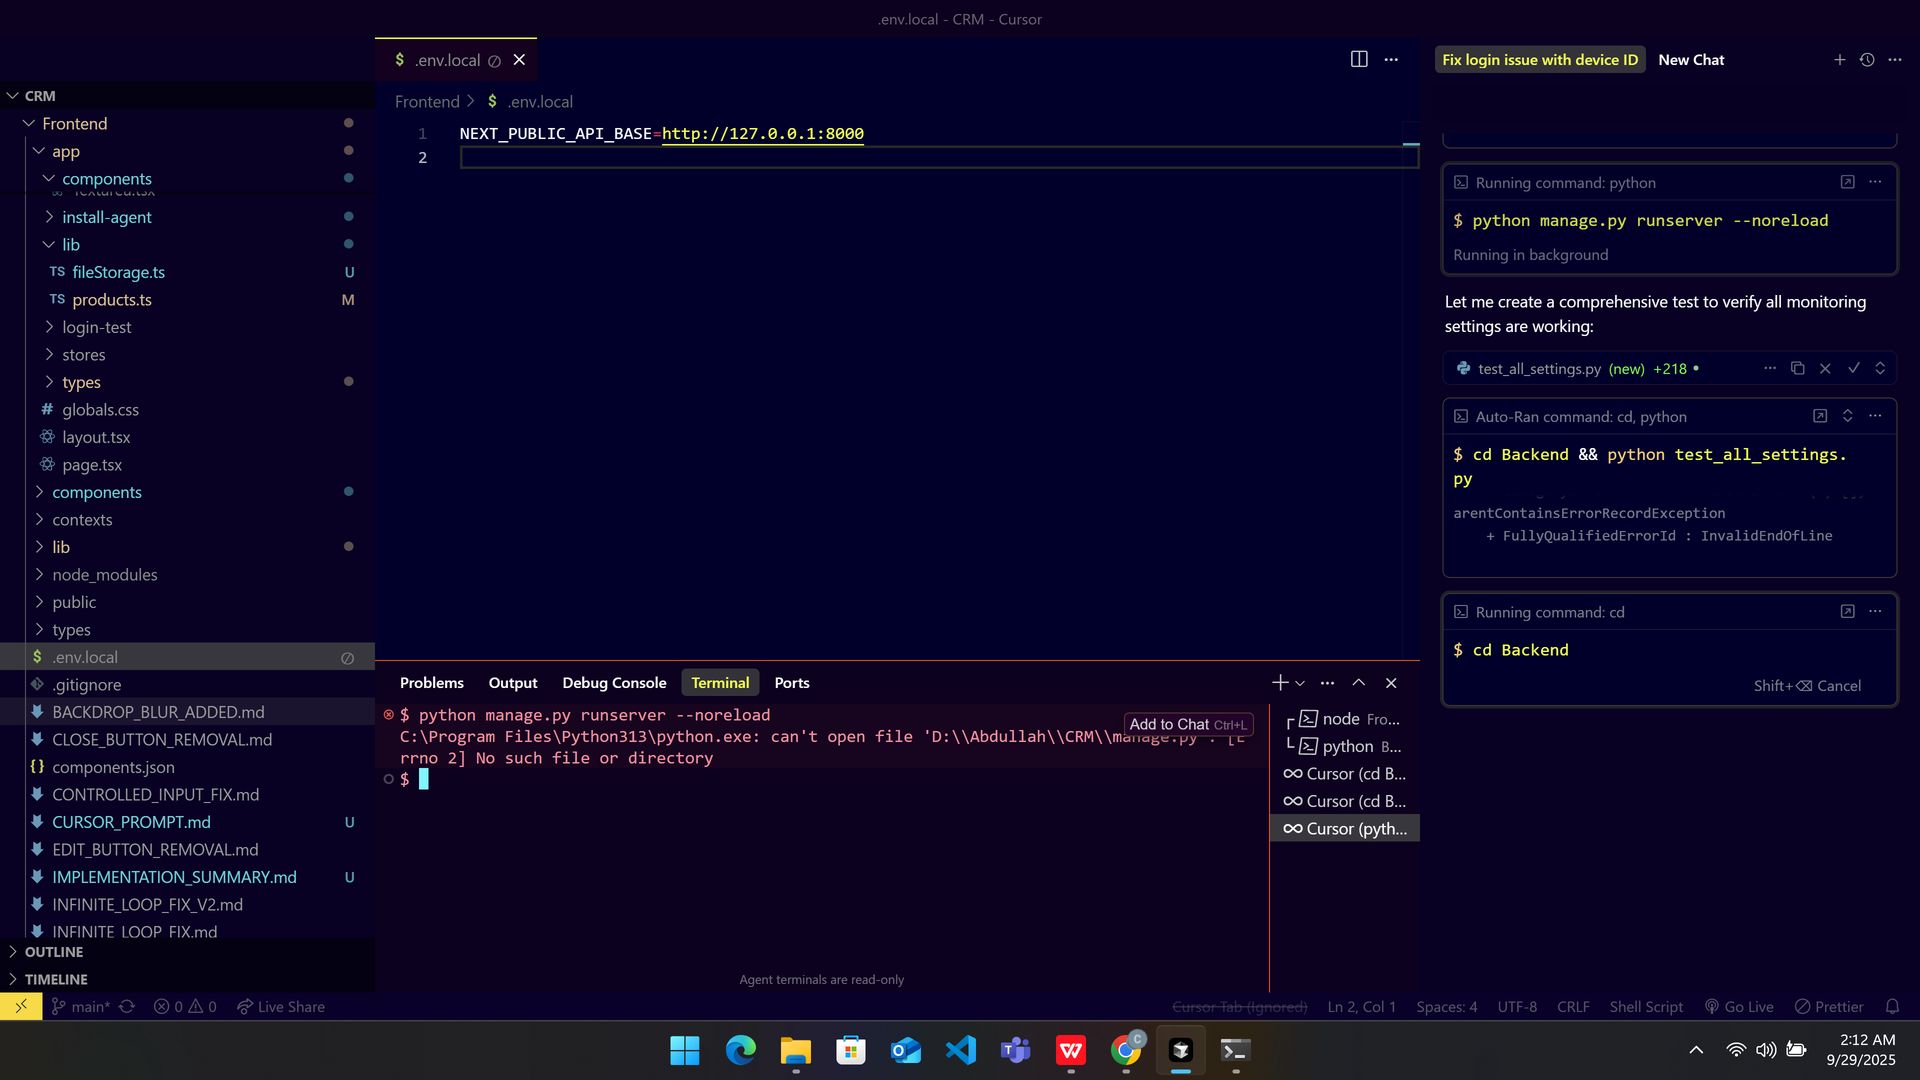 .env.local - CRM - Cursor
$ .env.local
Fix login issue with device ID
New Chat
CRM
Frontend
app
components
install-agent
lib
TS fileStorage.ts U
TS products.ts M
login-test
stores
types
# globals.css
layout.tsx
page.tsx
components
contexts
lib
node_modules
public
types
$ .env.local
.gitignore
BACKDROP_BLUR_ADDED.md
CLOSE_BUTTON_REMOVAL.md
{} components.json
CONTROLLED_INPUT_FIX.md
CURSOR_PROMPT.md U
EDIT_BUTTON_REMOVAL.md
IMPLEMENTATION_SUMMARY.md U
INFINITE_LOOP_FIX_V2.md
INFINITE_LOOP_FIX.md
OUTLINE
TIMELINE
Frontend > $ .env.local
1 NEXT_PUBLIC_API_BASE=http://127.0.0.1:8000
2
Problems Output Debug Console Terminal Ports
$ python manage.py runserver --noreload
C:\Program Files\Python313\python.exe: can't open file 'D:\\Abdullah\\CRM\\manage.py': [E
rrno 2] No such file or directory
$
Add to Chat Ctrl+L
node Fro...
python B...
Cursor (cd B...
Cursor (cd B...
Cursor (pyth...
Agent terminals are read-only
Running command: python
$ python manage.py runserver --noreload
Running in background
Let me create a comprehensive test to verify all monitoring
settings are working:
test_all_settings.py (new) +218
Auto-Ran command: cd, python
$ cd Backend && python test_all_settings.
py
arentContainsErrorRecordException
+ FullyQualifiedErrorId : InvalidEndOfLine
Running command: cd
$ cd Backend
Shift+⌫ Cancel
main* 0 0 Live Share
Cursor Tab (Ignored) Ln 2, Col 1 Spaces: 4 UTF-8 CRLF Shell Script Go Live Prettier
2:12 AM
9/29/2025